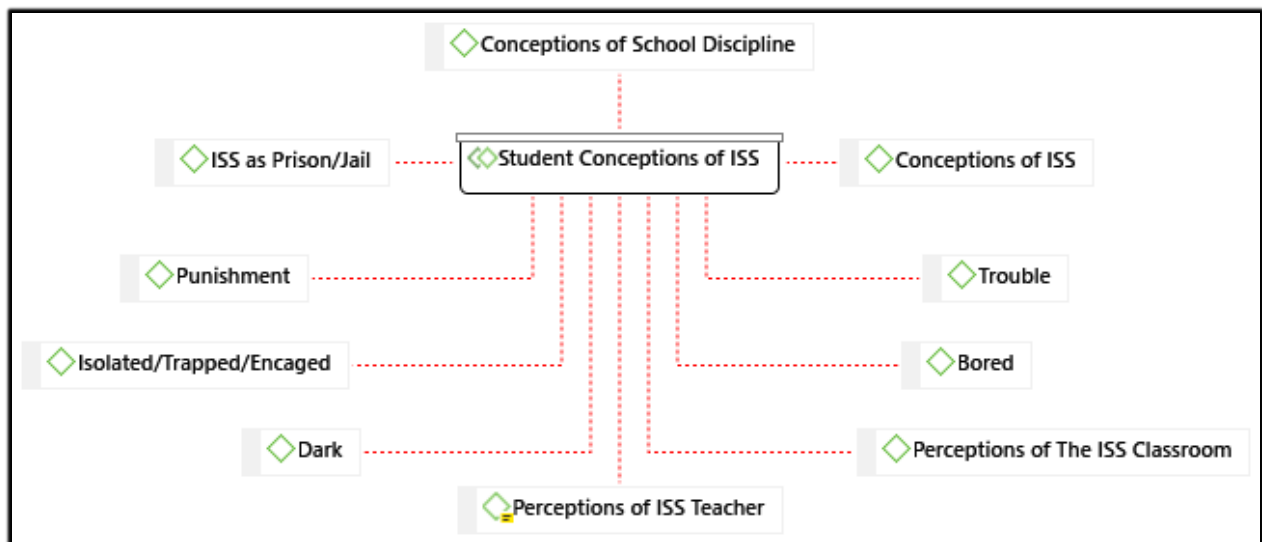 Conceptions of School Discipline
ISS as Prison/Jail
Student Conceptions of ISS
Conceptions of ISS
Punishment
Trouble
Isolated/Trapped/Encaged
Bored
Dark
Perceptions of The ISS Classroom
Perceptions of ISS Teacher